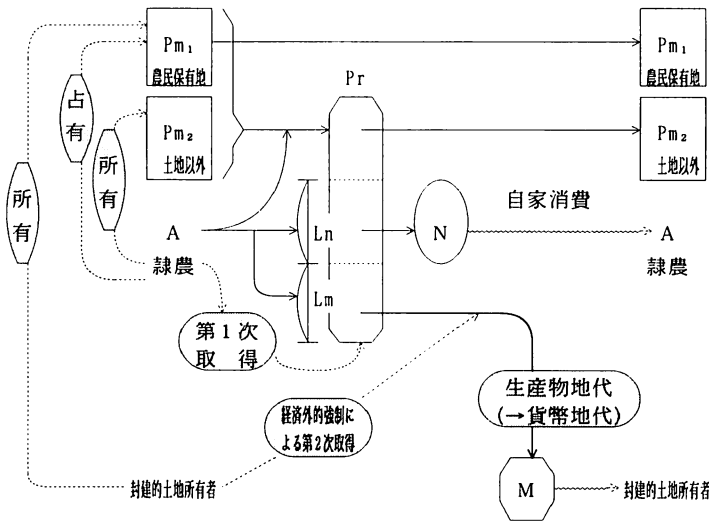 Pm₁
農民保有地
Pm₁
農民保有地
Pr
占有
Pm₂
土地以外
Pm₂
土地以外
所有
所有
自家消費
A
隷農
Ln
N
A
隷農
Lm
第1次
取得
生産物地代
(→貨幣地代)
経済外的強制に
よる第2次取得
封建的土地所有者
M
封建的土地所有者